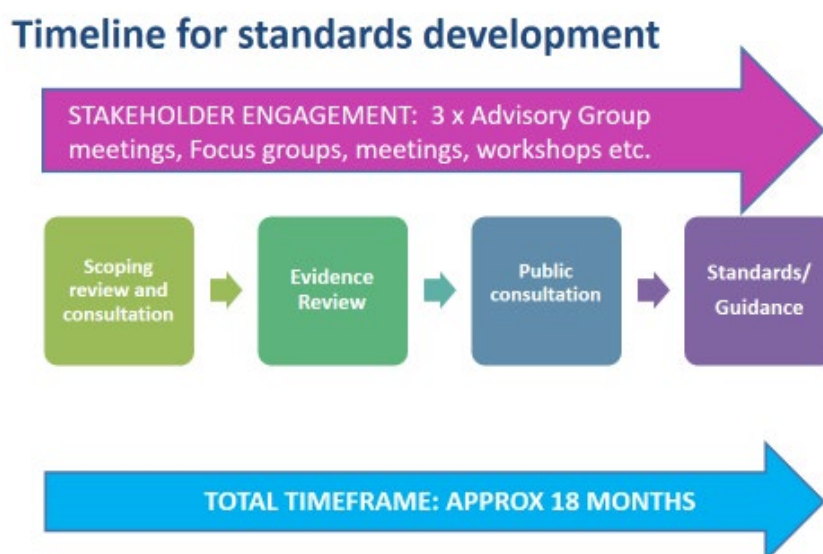 Timeline for standards development
STAKEHOLDER ENGAGEMENT: 3 x Advisory Group
meetings, Focus groups, meetings, workshops etc.
Scoping
review and
consultation
Evidence
Review
Public
consultation
Standards/
Guidance
TOTAL TIMEFRAME: APPROX 18 MONTHS